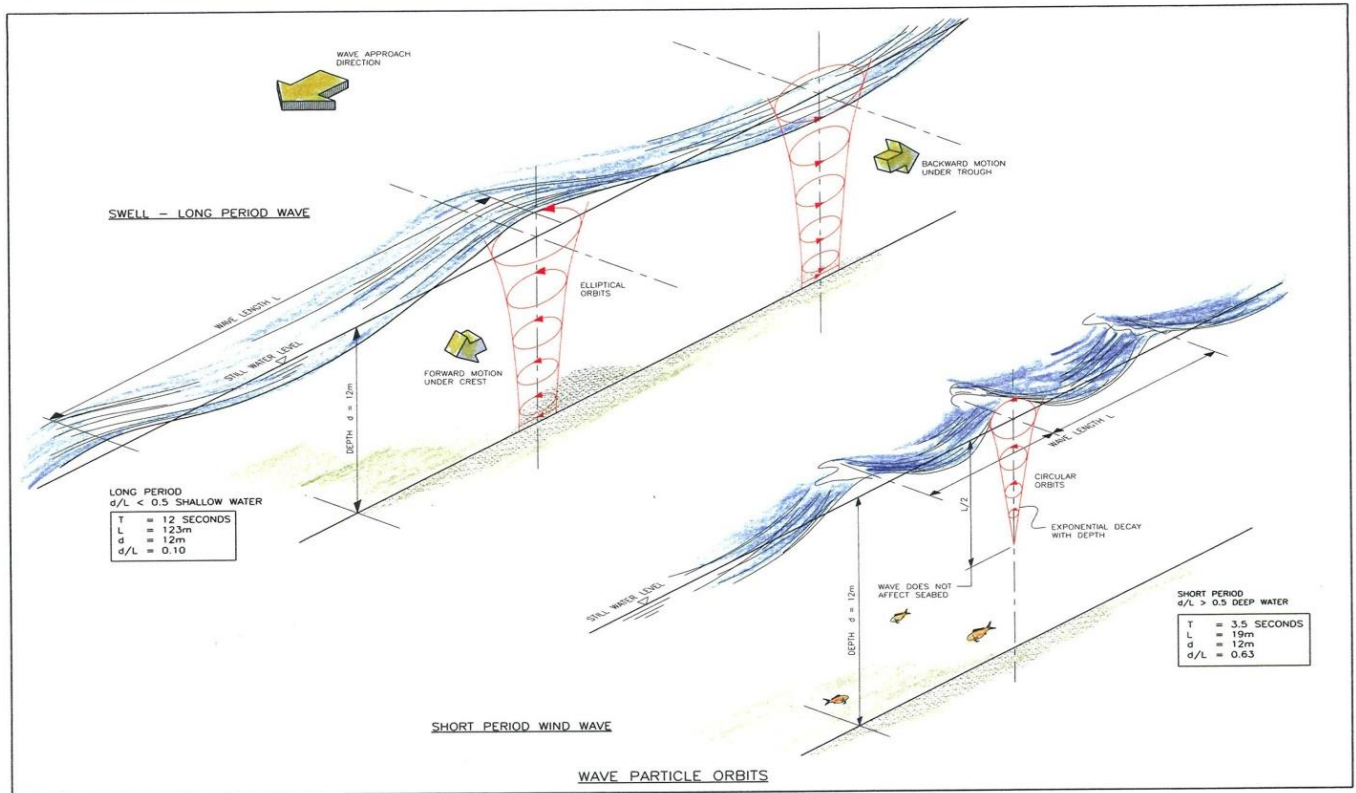 WAVE APPROACH
DIRECTION
SWELL – LONG PERIOD WAVE
BACKWARD MOTION
UNDER TROUGH
WAVE LENGTH L
ELLIPTICAL
ORBITS
STILL WATER LEVEL
FORWARD MOTION
UNDER CREST
DEPTH d = 12m
LONG PERIOD
d/L < 0.5 SHALLOW WATER
T = 12 SECONDS
L = 123m
d = 12m
d/L = 0.10
WAVE LENGTH L
CIRCULAR
ORBITS
L/2
EXPONENTIAL DECAY
WITH DEPTH
STILL WATER LEVEL
DEPTH d = 12m
WAVE DOES NOT
AFFECT SEABED
SHORT PERIOD
d/L > 0.5 DEEP WATER
T = 3.5 SECONDS
L = 19m
d = 12m
d/L = 0.63
SHORT PERIOD WIND WAVE
WAVE PARTICLE ORBITS